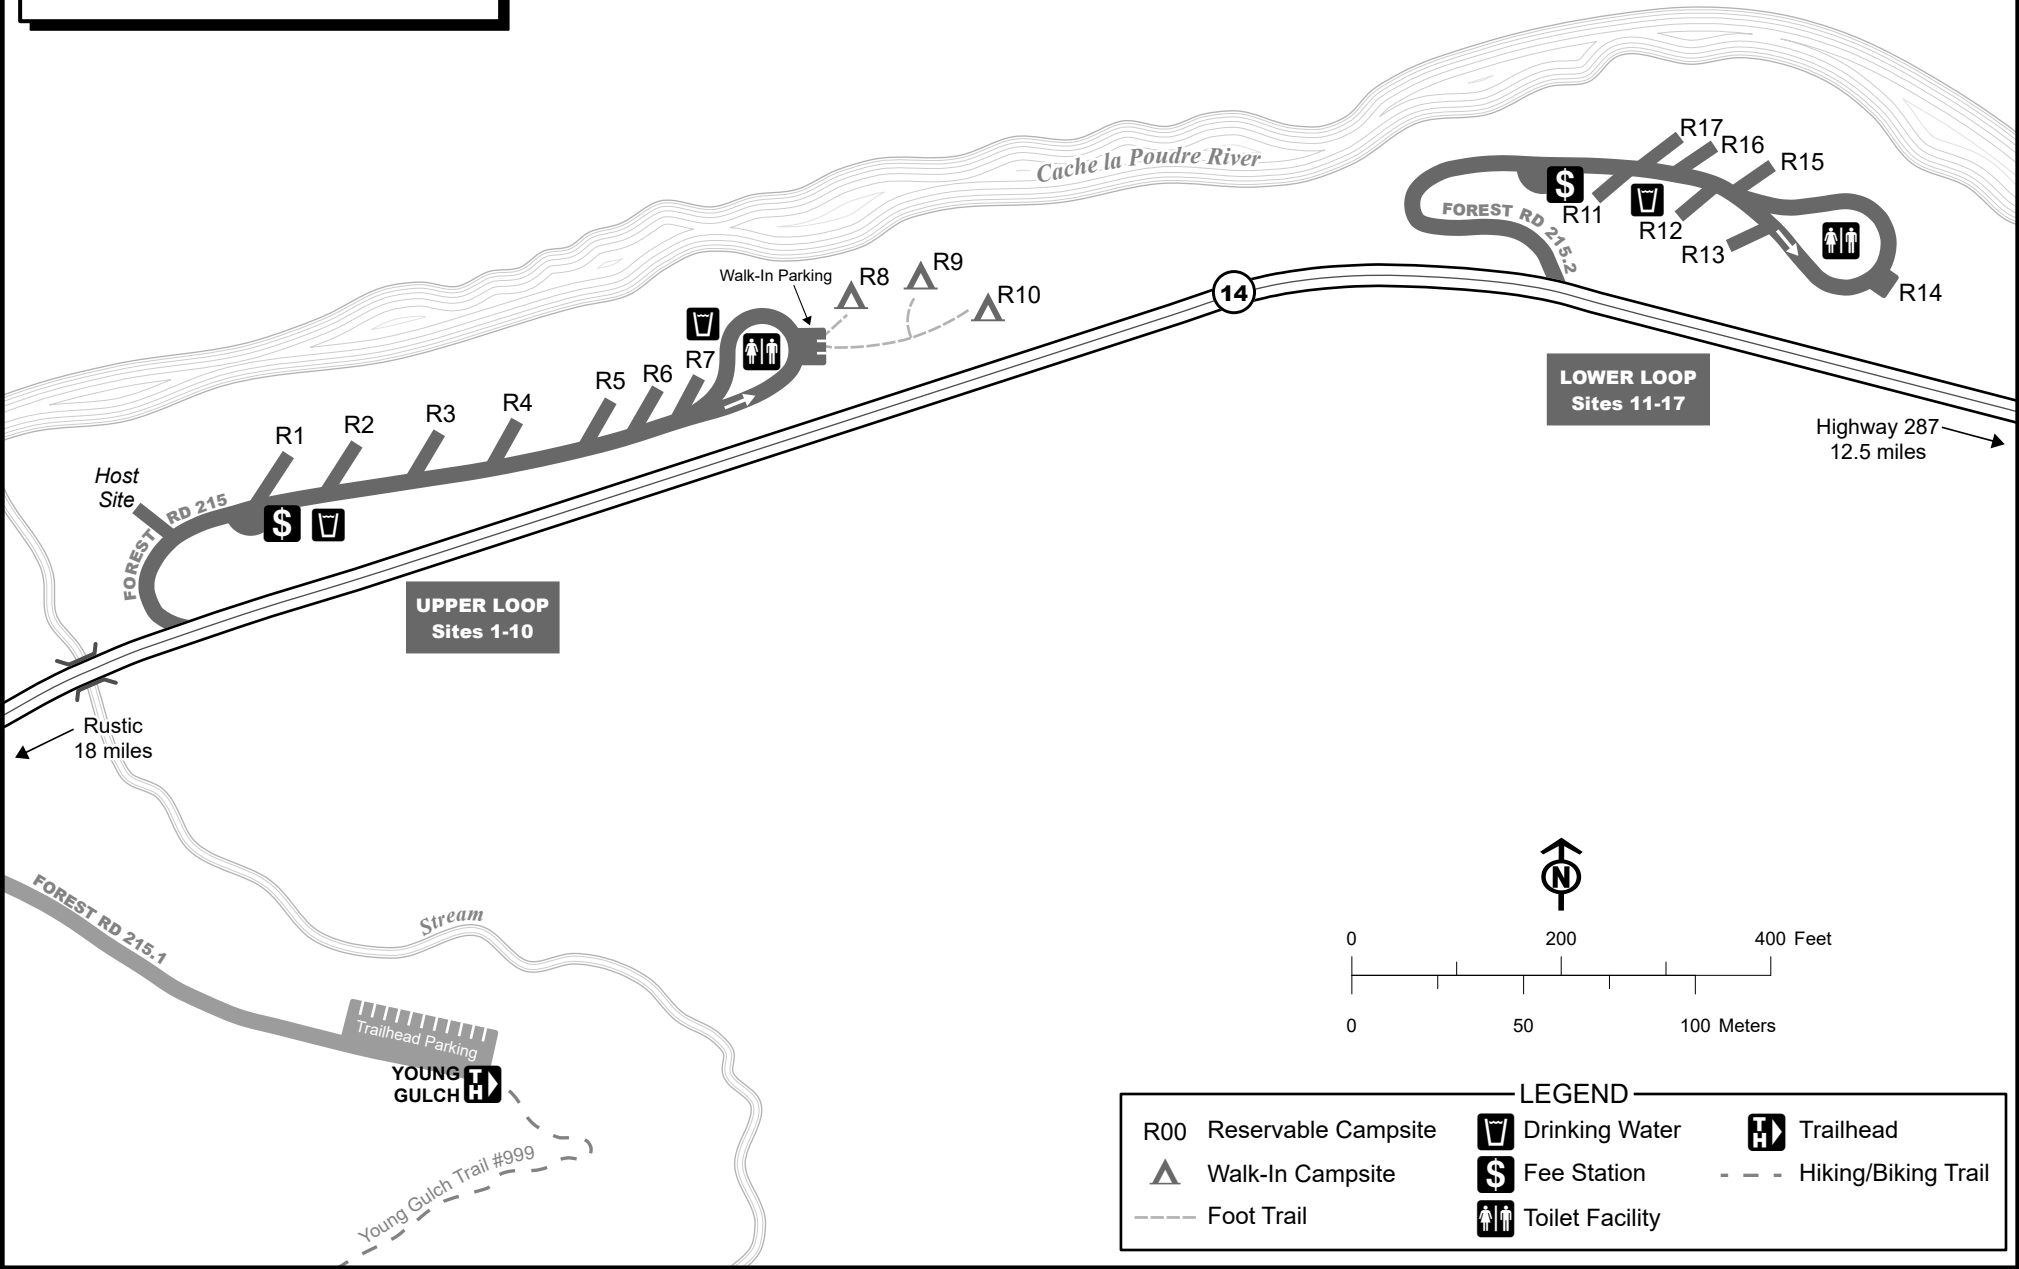 Cache la Poudre River
R17
R16
R15
R11
R12
R13
R14
FOREST RD 215.2
Walk-In Parking
R8
R9
R10
14
R7
R6
R5
R4
R3
R2
R1
Host
Site
FOREST RD 215
$
$
LOWER LOOP
Sites 11-17
Highway 287
12.5 miles
UPPER LOOP
Sites 1-10
Rustic
18 miles
FOREST RD 215.1
Stream
Trailhead Parking
YOUNG
GULCH
TH
Young Gulch Trail #999
N
0 200 400 Feet
0 50 100 Meters
LEGEND
R00 Reservable Campsite
Walk-In Campsite
Foot Trail
Drinking Water
$ Fee Station
Toilet Facility
TH Trailhead
Hiking/Biking Trail